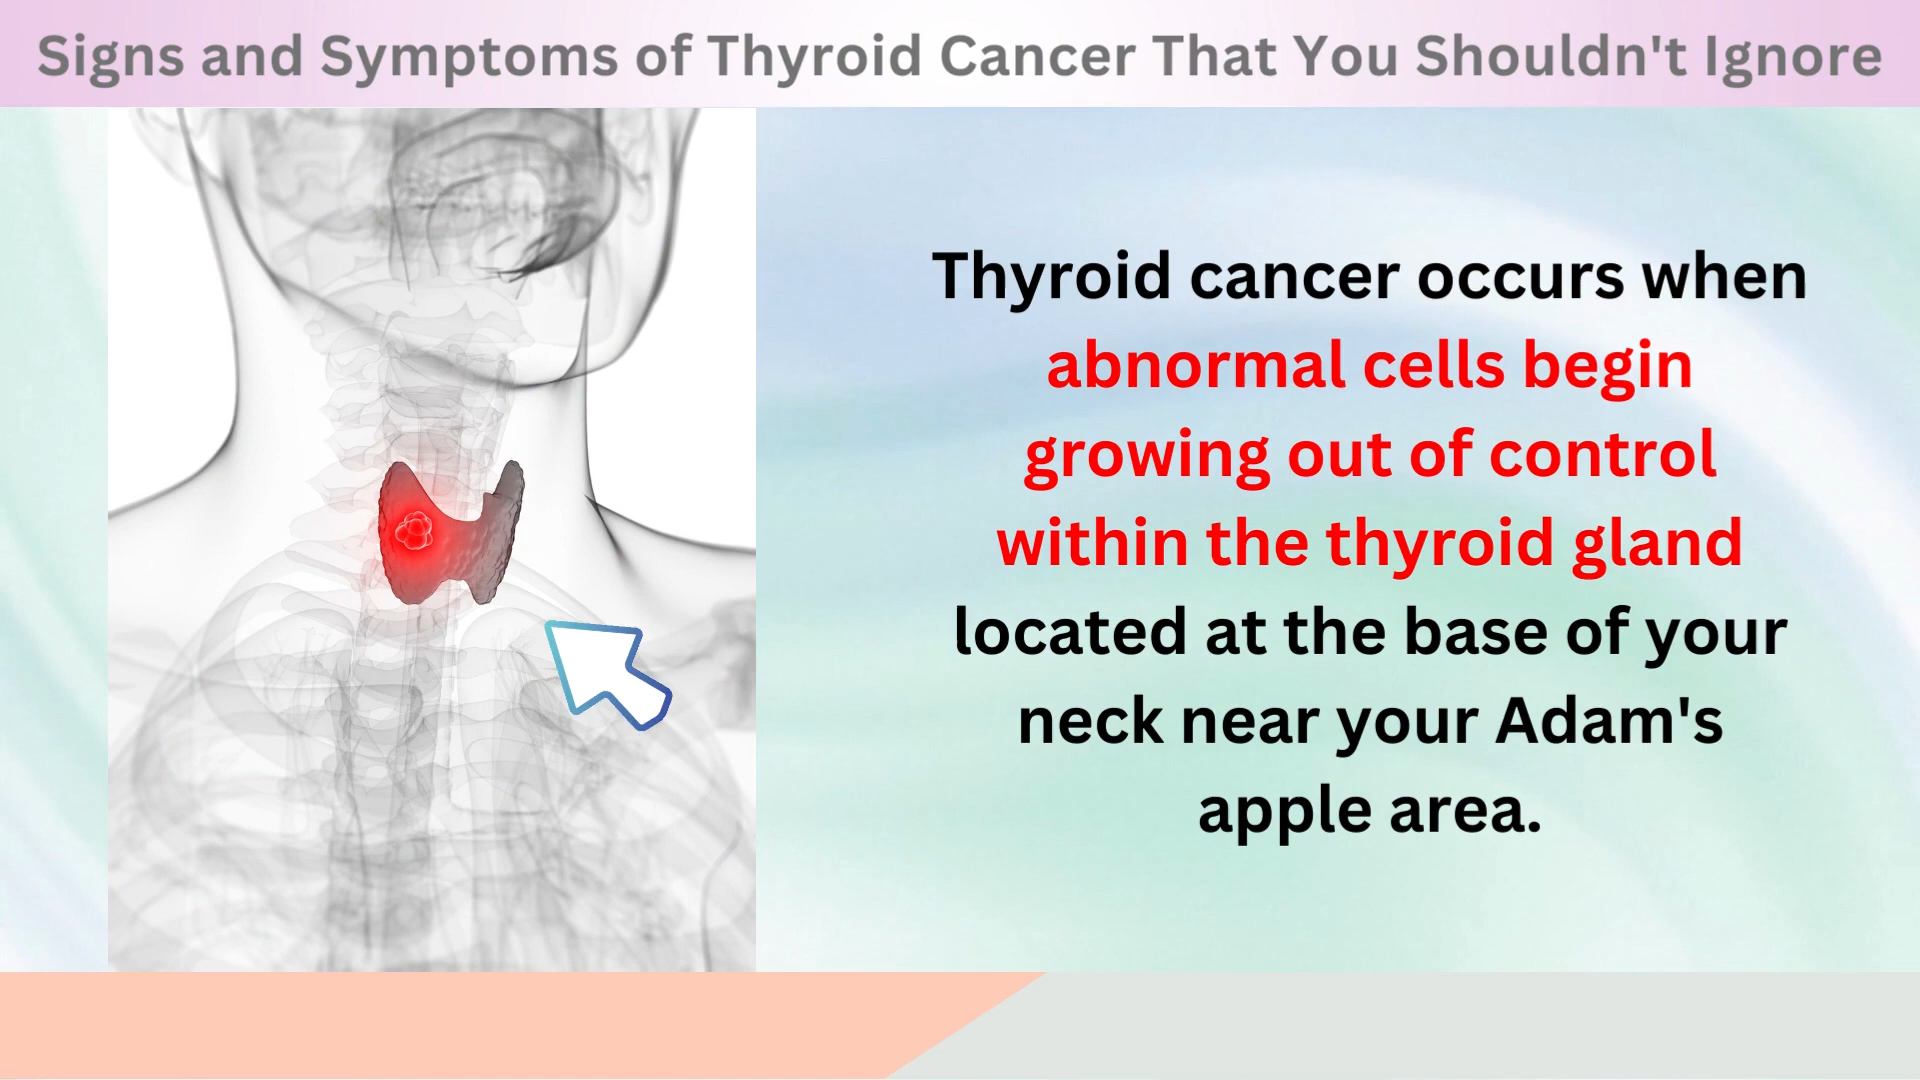 Signs and Symptoms of Thyroid Cancer That You Shouldn't Ignore
Thyroid cancer occurs when
abnormal cells begin
growing out of control
within the thyroid gland
located at the base of your
neck near your Adam's
apple area.